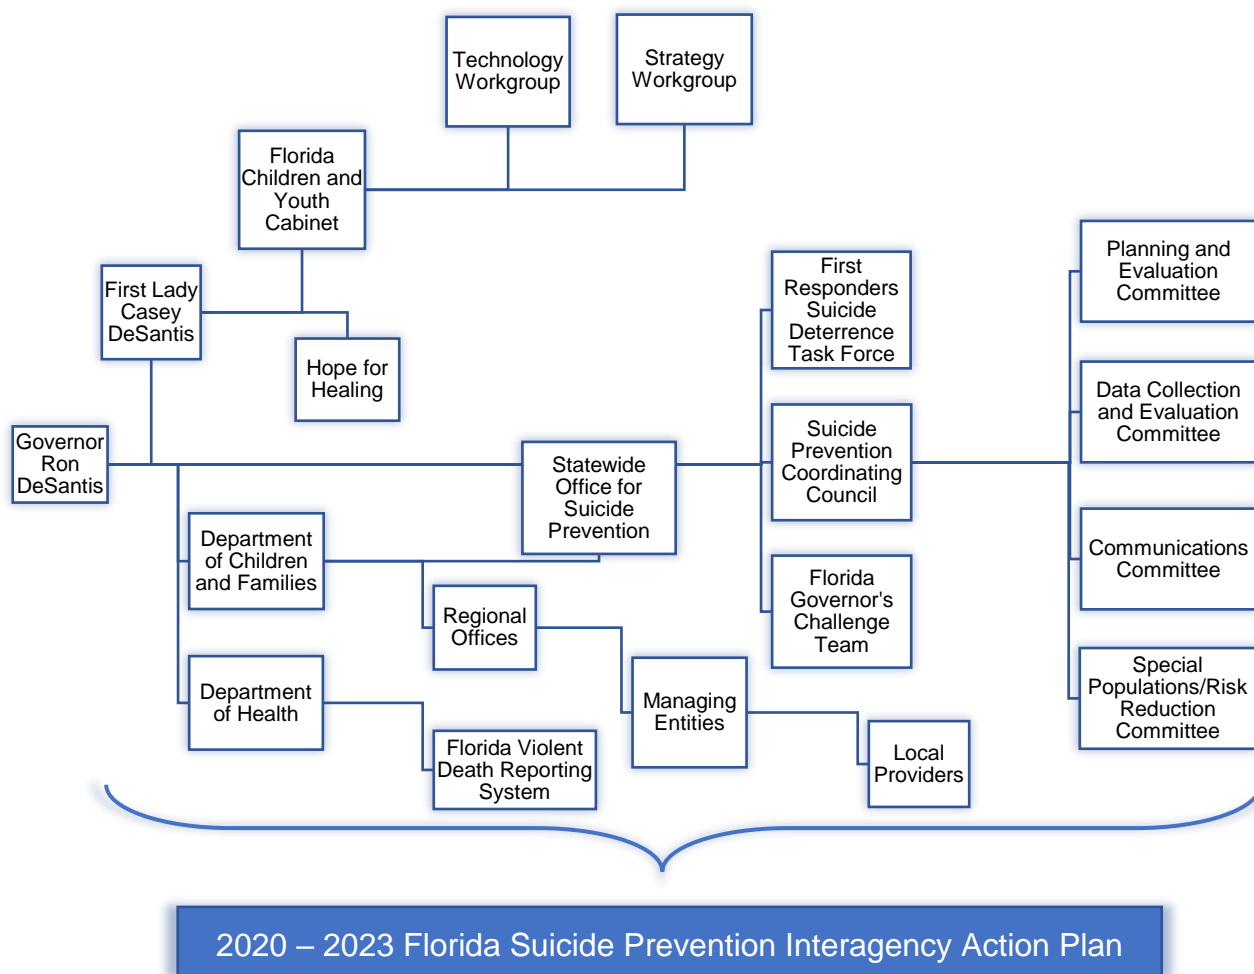 Technology
Workgroup
Strategy
Workgroup
Florida
Children and
Youth
Cabinet
First Lady
Casey
DeSantis
Hope for
Healing
Governor
Ron
DeSantis
Statewide
Office for
Suicide
Prevention
Department
of Children
and Families
Regional
Offices
Department
of Health
Florida Violent
Death Reporting
System
Managing
Entities
Local
Providers
First
Responders
Suicide
Deterrence
Task Force
Suicide
Prevention
Coordinating
Council
Florida
Governor's
Challenge
Team
Planning and
Evaluation
Committee
Data Collection
and Evaluation
Committee
Communications
Committee
Special
Populations/Risk
Reduction
Committee
2020 – 2023 Florida Suicide Prevention Interagency Action Plan